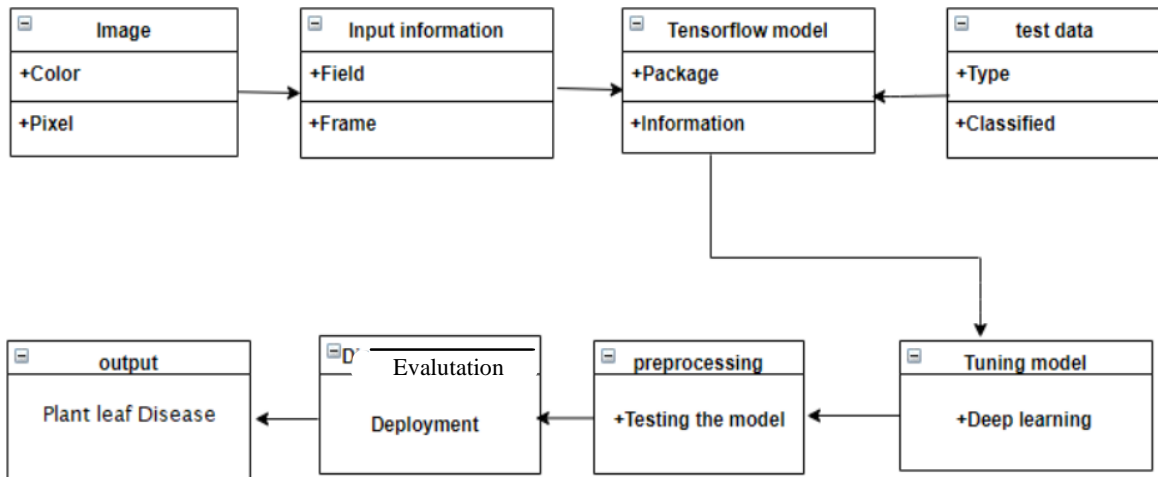 Image
+Color
+Pixel
Input information
+Field
+Frame
Tensorflow model
+Package
+Information
test data
+Type
+Classified
output
Plant leaf Disease
Evalutation
Deployment
preprocessing
+Testing the model
Tuning model
+Deep learning